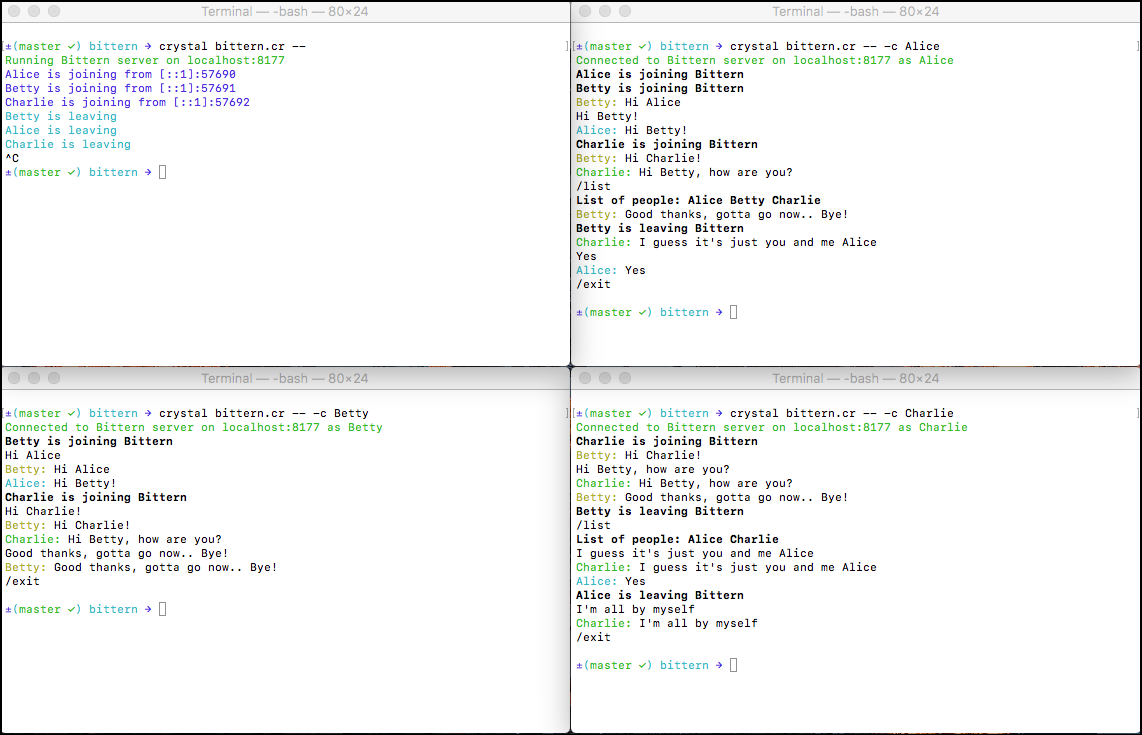 Terminal — -bash — 80×24
[±(master ✓) bittern → crystal bittern.cr -- ]
Running Bittern server on localhost:8177
Alice is joining from [::1]:57690
Betty is joining from [::1]:57691
Charlie is joining from [::1]:57692
Betty is leaving
Alice is leaving
Charlie is leaving
^C
±(master ✓) bittern →
Terminal — -bash — 80×24
[±(master ✓) bittern → crystal bittern.cr -- -c Alice ]
Connected to Bittern server on localhost:8177 as Alice
Alice is joining Bittern
Betty is joining Bittern
Betty: Hi Alice
Hi Betty!
Alice: Hi Betty!
Charlie is joining Bittern
Betty: Hi Charlie!
Charlie: Hi Betty, how are you?
/list
List of people: Alice Betty Charlie
Betty: Good thanks, gotta go now.. Bye!
Betty is leaving Bittern
Charlie: I guess it's just you and me Alice
Yes
Alice: Yes
/exit
±(master ✓) bittern →
Terminal — -bash — 80×24
[±(master ✓) bittern → crystal bittern.cr -- -c Betty ]
Connected to Bittern server on localhost:8177 as Betty
Betty is joining Bittern
Hi Alice
Betty: Hi Alice
Alice: Hi Betty!
Charlie is joining Bittern
Hi Charlie!
Betty: Hi Charlie!
Charlie: Hi Betty, how are you?
Good thanks, gotta go now.. Bye!
Betty: Good thanks, gotta go now.. Bye!
/exit
±(master ✓) bittern →
Terminal — -bash — 80×24
[±(master ✓) bittern → crystal bittern.cr -- -c Charlie ]
Connected to Bittern server on localhost:8177 as Charlie
Charlie is joining Bittern
Betty: Hi Charlie!
Hi Betty, how are you?
Charlie: Hi Betty, how are you?
Betty: Good thanks, gotta go now.. Bye!
Betty is leaving Bittern
/list
List of people: Alice Charlie
I guess it's just you and me Alice
Charlie: I guess it's just you and me Alice
Alice: Yes
Alice is leaving Bittern
I'm all by myself
Charlie: I'm all by myself
/exit
±(master ✓) bittern →